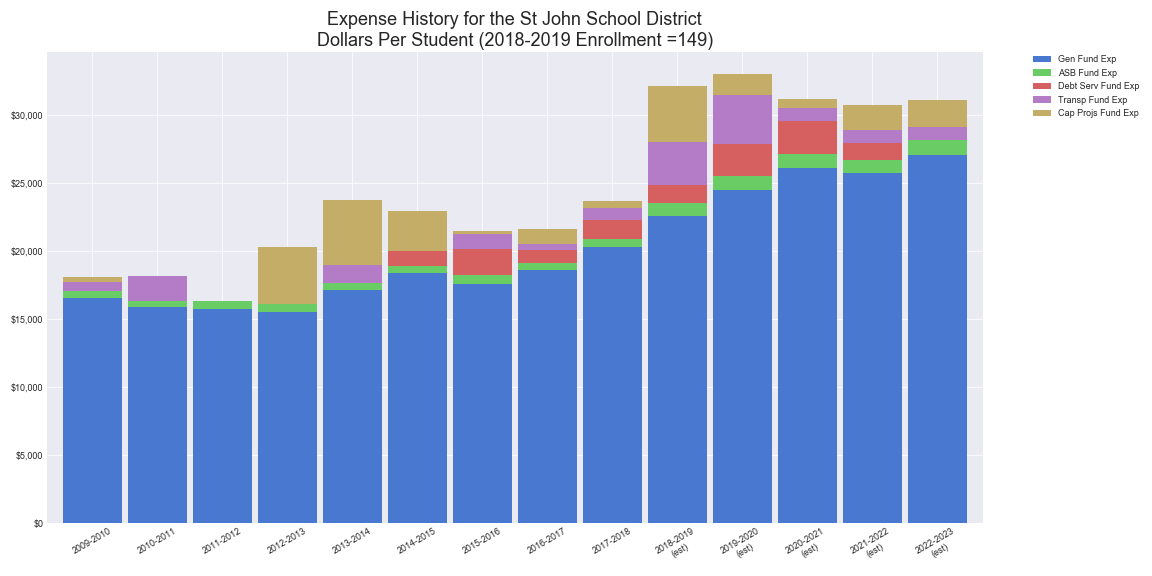 Expense History for the St John School District
Dollars Per Student (2018-2019 Enrollment =149)
Gen Fund Exp
ASB Fund Exp
Debt Serv Fund Exp
Transp Fund Exp
Cap Projs Fund Exp
$30,000
$25,000
$20,000
$15,000
$10,000
$5,000
$0
2009-2010
2010-2011
2011-2012
2012-2013
2013-2014
2014-2015
2015-2016
2016-2017
2017-2018
2018-2019
(est)
2019-2020
(est)
2020-2021
(est)
2021-2022
(est)
2022-2023
(est)